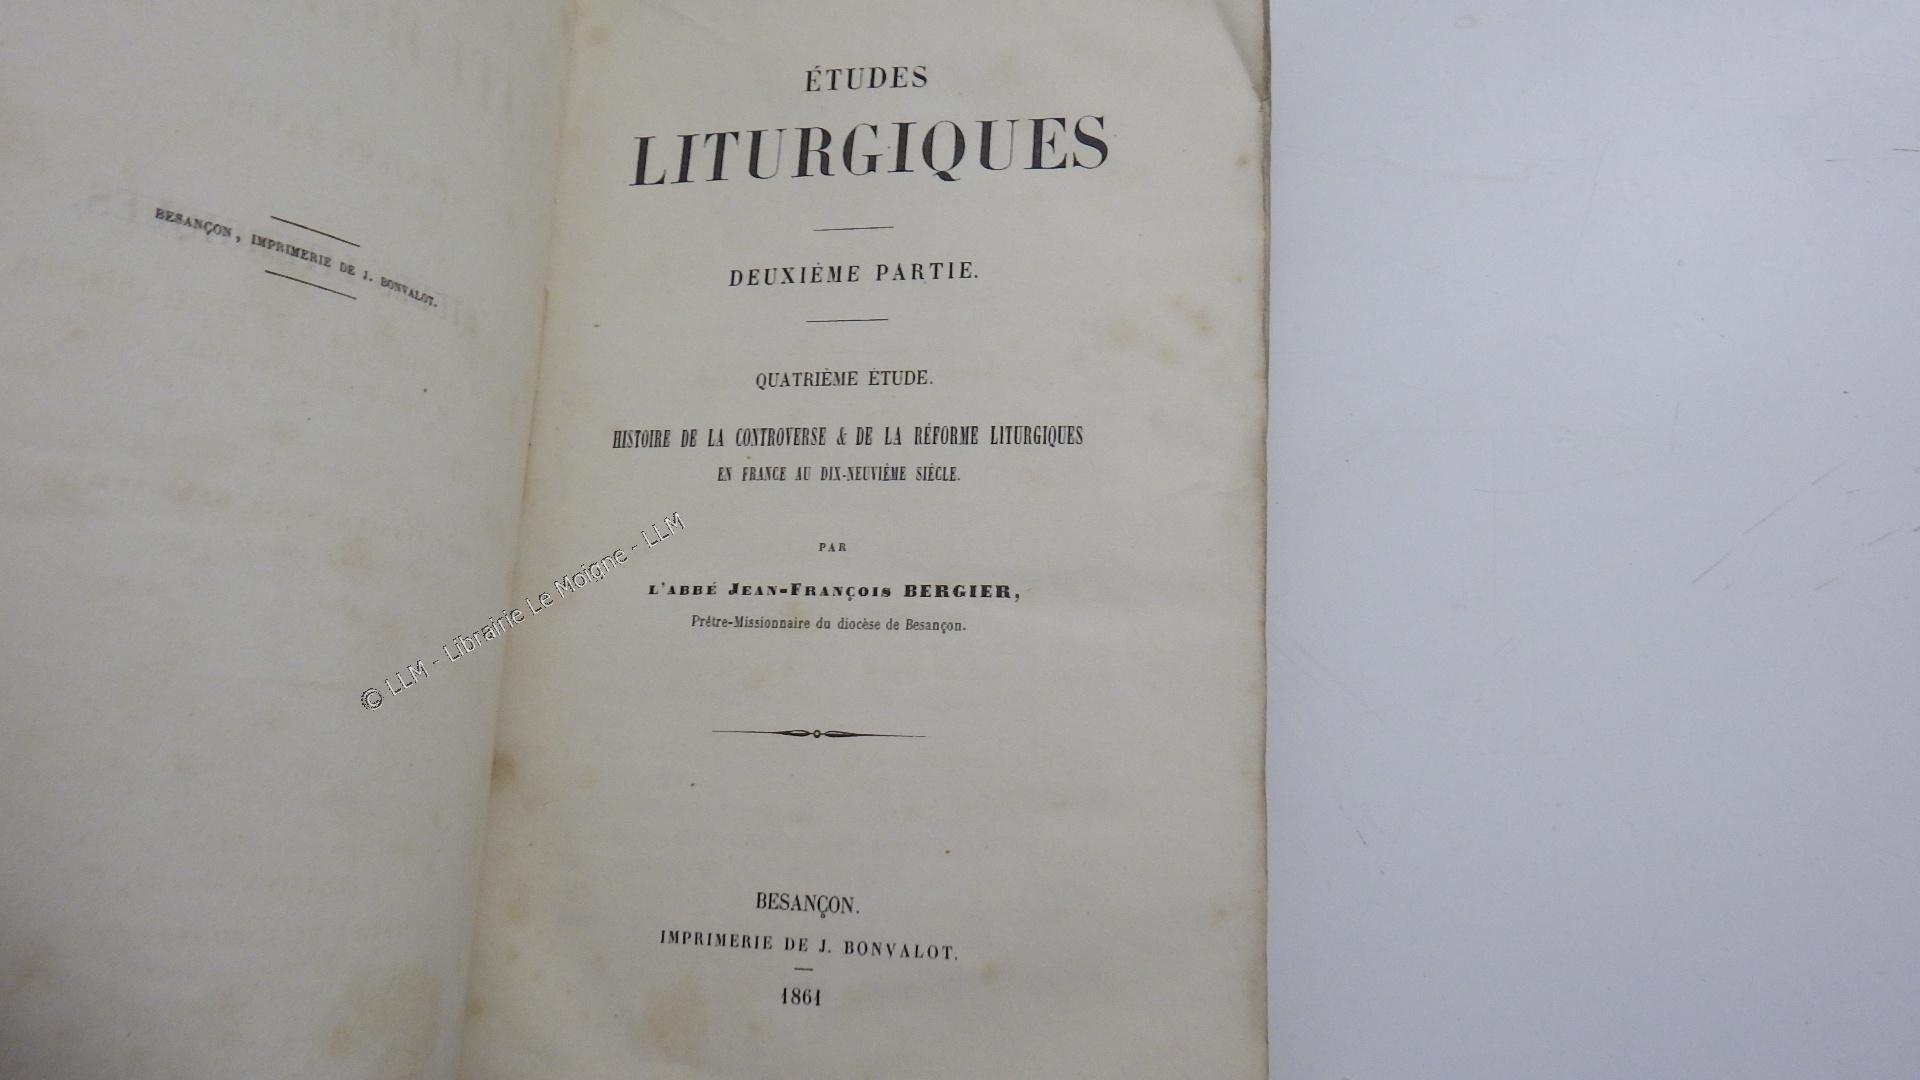 BESANÇON, IMPRIMERIE DE J. BONVALOT.
ÉTUDES
LITURGIQUES
DEUXIÈME PARTIE.
QUATRIÈME ÉTUDE.
HISTOIRE DE LA CONTROVERSE & DE LA RÉFORME LITURGIQUES
EN FRANCE AU DIX-NEUVIÈME SIÈCLE.
PAR
L'ABBÉ JEAN-FRANÇOIS BERGIER,
Prêtre-Missionnaire du diocèse de Besançon.
BESANÇON.
IMPRIMERIE DE J. BONVALOT.
1861
© LLM - Librairie Le Moigne - LLM